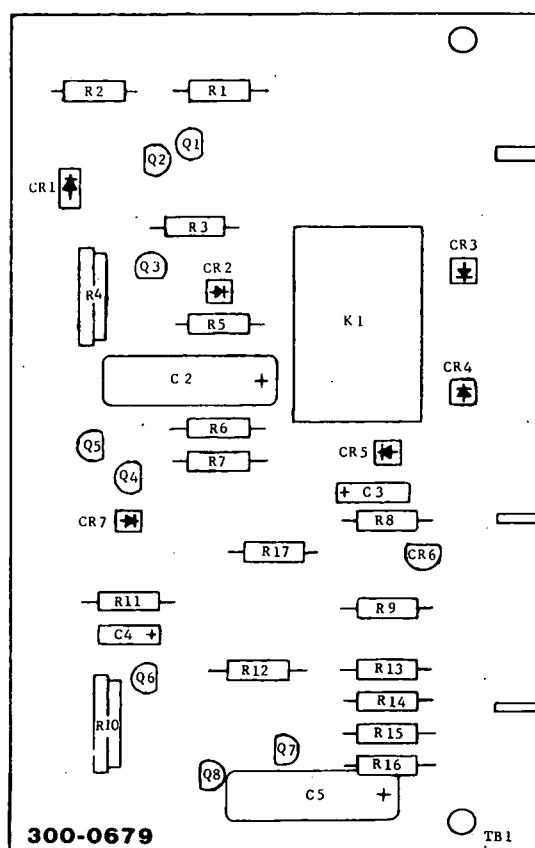 R2
R1
Q1
Q2
CR1
R3
Q3
CR2
CR3
R4
R5
K1
C2 +
CR4
R6
Q5
CR5
R7
Q4
+ C3
CR7
R8
R17
CR6
R11
R9
C4 +
R12
R13
Q6
R14
R10
R15
Q7
R16
Q8
C5 +
300-0679
TB1